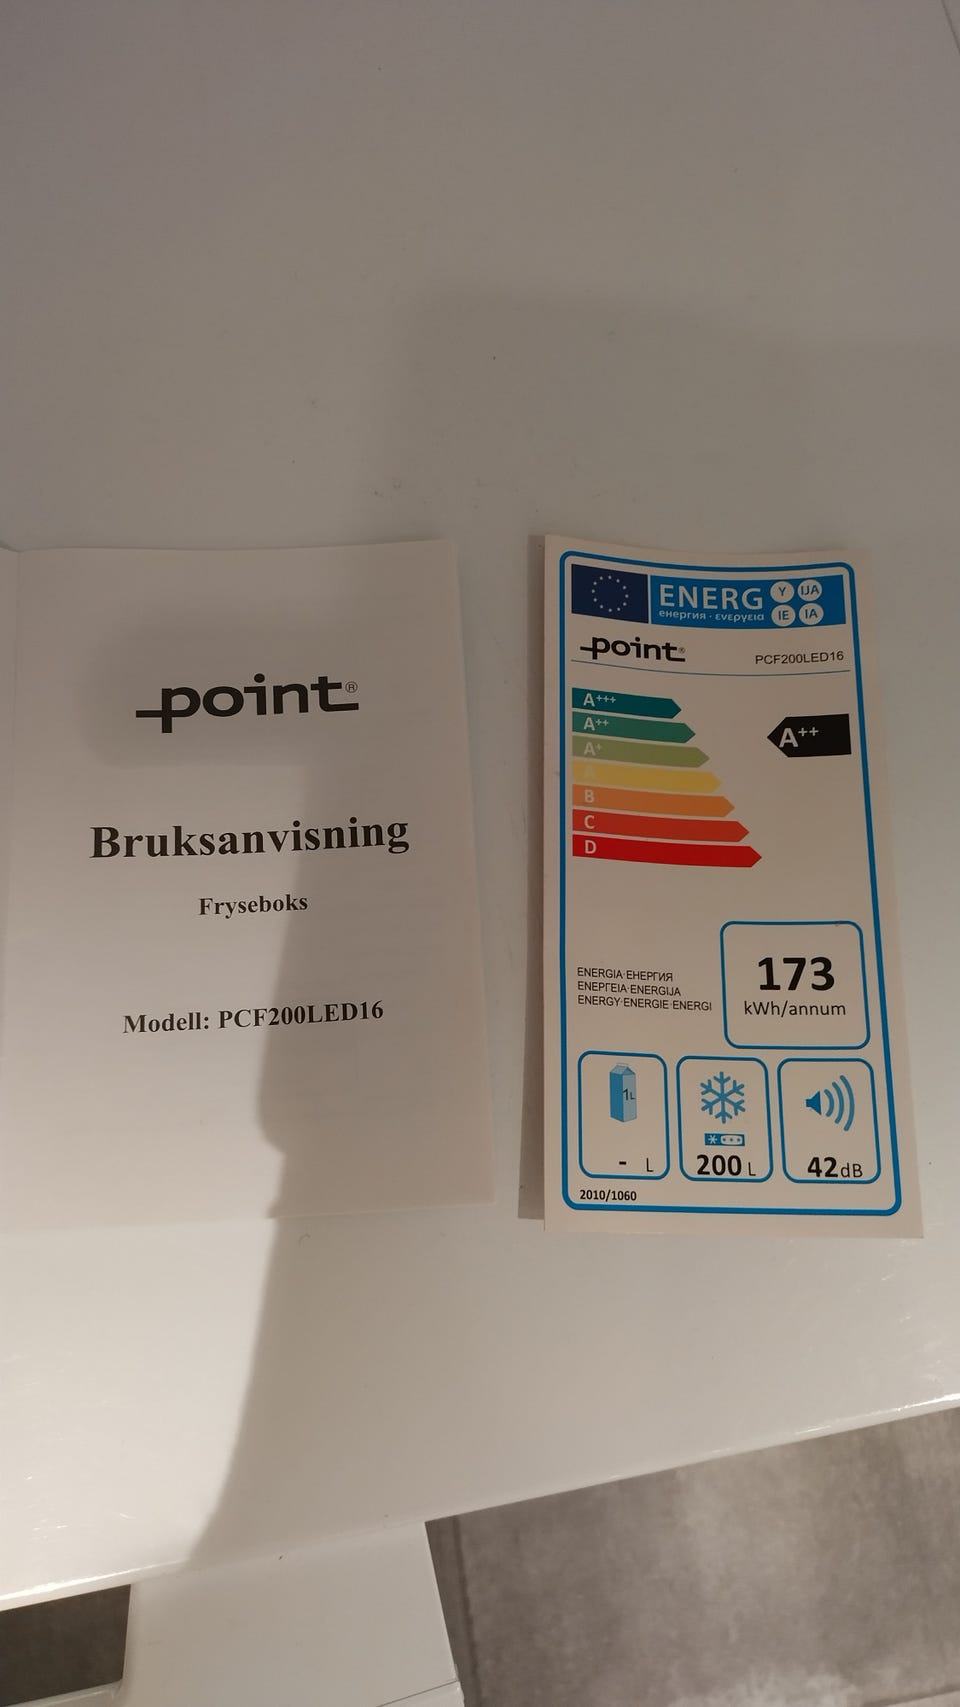 point®
Bruksanvisning
Fryseboks
Modell: PCF200LED16
ENERG
енергия · ενεργεια
Y IJA
IE IA
point®
PCF200LED16
A+++
A++
A+
A
B
C
D
A++
ENERGIA·ЕНЕРГИЯ
ΕΝΕΡΓΕΙΑ·ENERGIJA
ENERGY·ENERGIE·ENERGI
173
kWh/annum
1L
- L
200 L
42dB
2010/1060